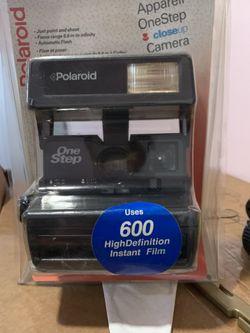 Polaroid
Just point and shoot
Automatic Flash
Appareil
OneStep
closeup
Camera
Polaroid
One
Step
Uses
600
HighDefinition
Instant Film